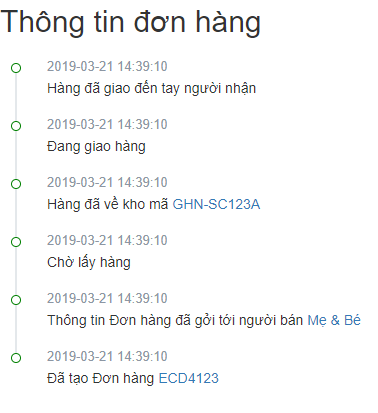 Thông tin đơn hàng
2019-03-21 14:39:10
Hàng đã giao đến tay người nhận
2019-03-21 14:39:10
Đang giao hàng
2019-03-21 14:39:10
Hàng đã về kho mã GHN-SC123A
2019-03-21 14:39:10
Chờ lấy hàng
2019-03-21 14:39:10
Thông tin Đơn hàng đã gởi tới người bán Mẹ & Bé
2019-03-21 14:39:10
Đã tạo Đơn hàng ECD4123